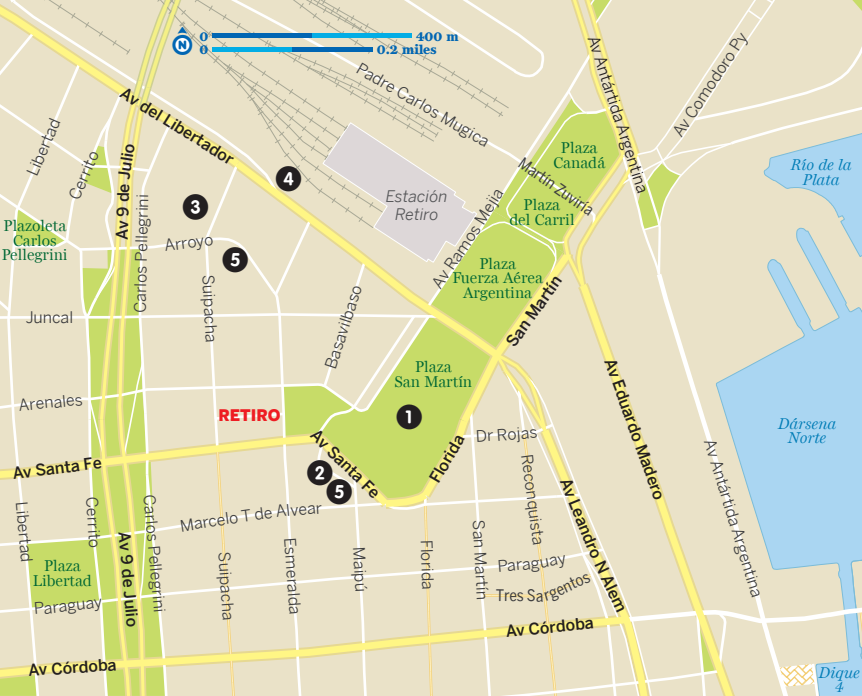 0 400 m
N
0 0.2 miles
Av Antártida Argentina
Av Comodoro Py
Padre Carlos Mugica
Av del Libertador
Libertad
Cerrito
Av 9 de Julio
Carlos Pellegrini
Plaza
Canadá
Río de la
Plata
Martín Zuviría
4
Estación
Retiro
3
Plaza
del Carril
Av Ramos Mejía
Plazoleta
Carlos
Pellegrini
Arroyo
5
Plaza
Fuerza Aérea
Argentina
San Martín
Suipacha
Basavilbaso
Juncal
Plaza
San Martín
Av Eduardo Madero
Arenales
RETIRO
1
Dársena
Norte
Dr Rojas
Av Santa Fe
Av Santa Fe
Florida
2
5
Reconquista
Av Leandro N Alem
Av Antártida Argentina
Libertad
Cerrito
Carlos Pellegrini
Marcelo T de Alvear
San Martín
Av 9 de Julio
Plaza
Libertad
Suipacha
Esmeralda
Maipú
Florida
Paraguay
Paraguay
Tres Sargentos
Av Córdoba
Av Córdoba
Dique
4